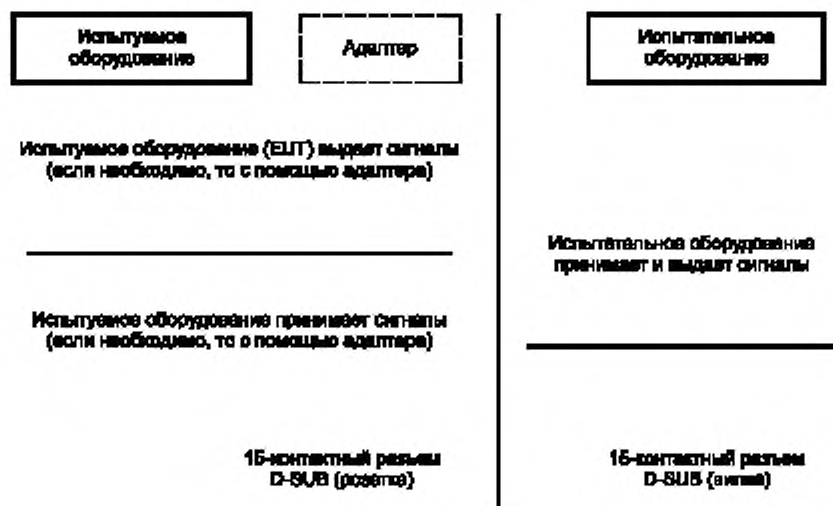 Испытуемое
оборудование
Адаптер
Испытательное
оборудование
Испытуемое оборудование (EUT) выдает сигналы
(если необходимо, то с помощью адаптера)
Испытательное оборудование
принимает и выдает сигналы
Испытуемое оборудование принимает сигналы
(если необходимо, то с помощью адаптера)
15-контактный разъем
D-SUB (розетка)
15-контактный разъем
D-SUB (вилка)